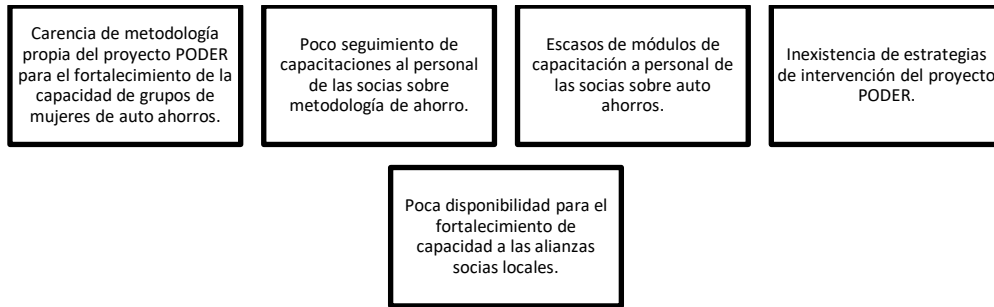 Carencia de metodología
propia del proyecto PODER
para el fortalecimiento de la
capacidad de grupos de
mujeres de auto ahorros.
Poco seguimiento de
capacitaciones al personal
de las socias sobre
metodología de ahorro.
Escasos de módulos de
capacitación a personal de
las socias sobre auto
ahorros.
Inexistencia de estrategias
de intervención del proyecto
PODER.
Poca disponibilidad para el
fortalecimiento de
capacidad a las alianzas
socias locales.